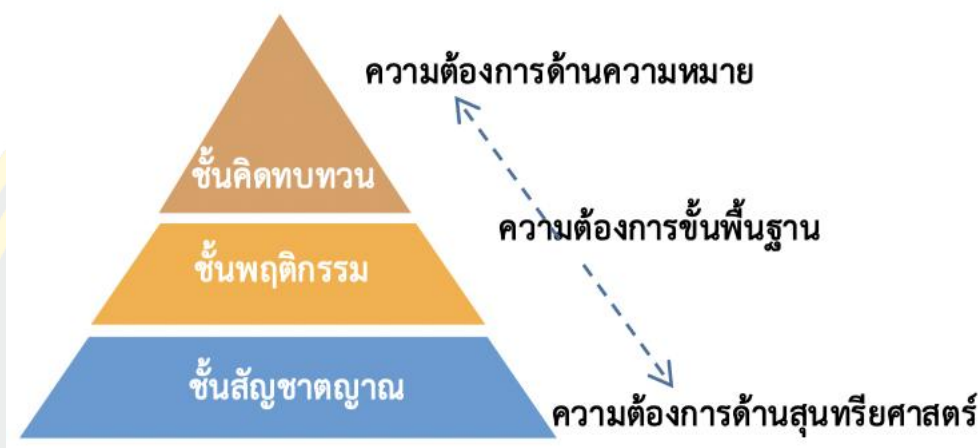 ความต้องการด้านความหมาย
ชั้นคิดทบทวน
ความต้องการขั้นพื้นฐาน
ชั้นพฤติกรรม
ชั้นสัญชาตญาณ
ความต้องการด้านสุนทรียศาสตร์